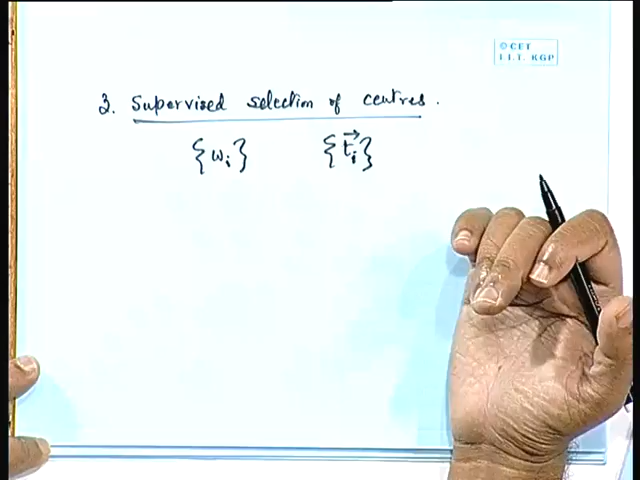 © CET
I.I.T. KGP
3. Supervised selection of centres.
{wᵢ} {t⃗ᵢ}